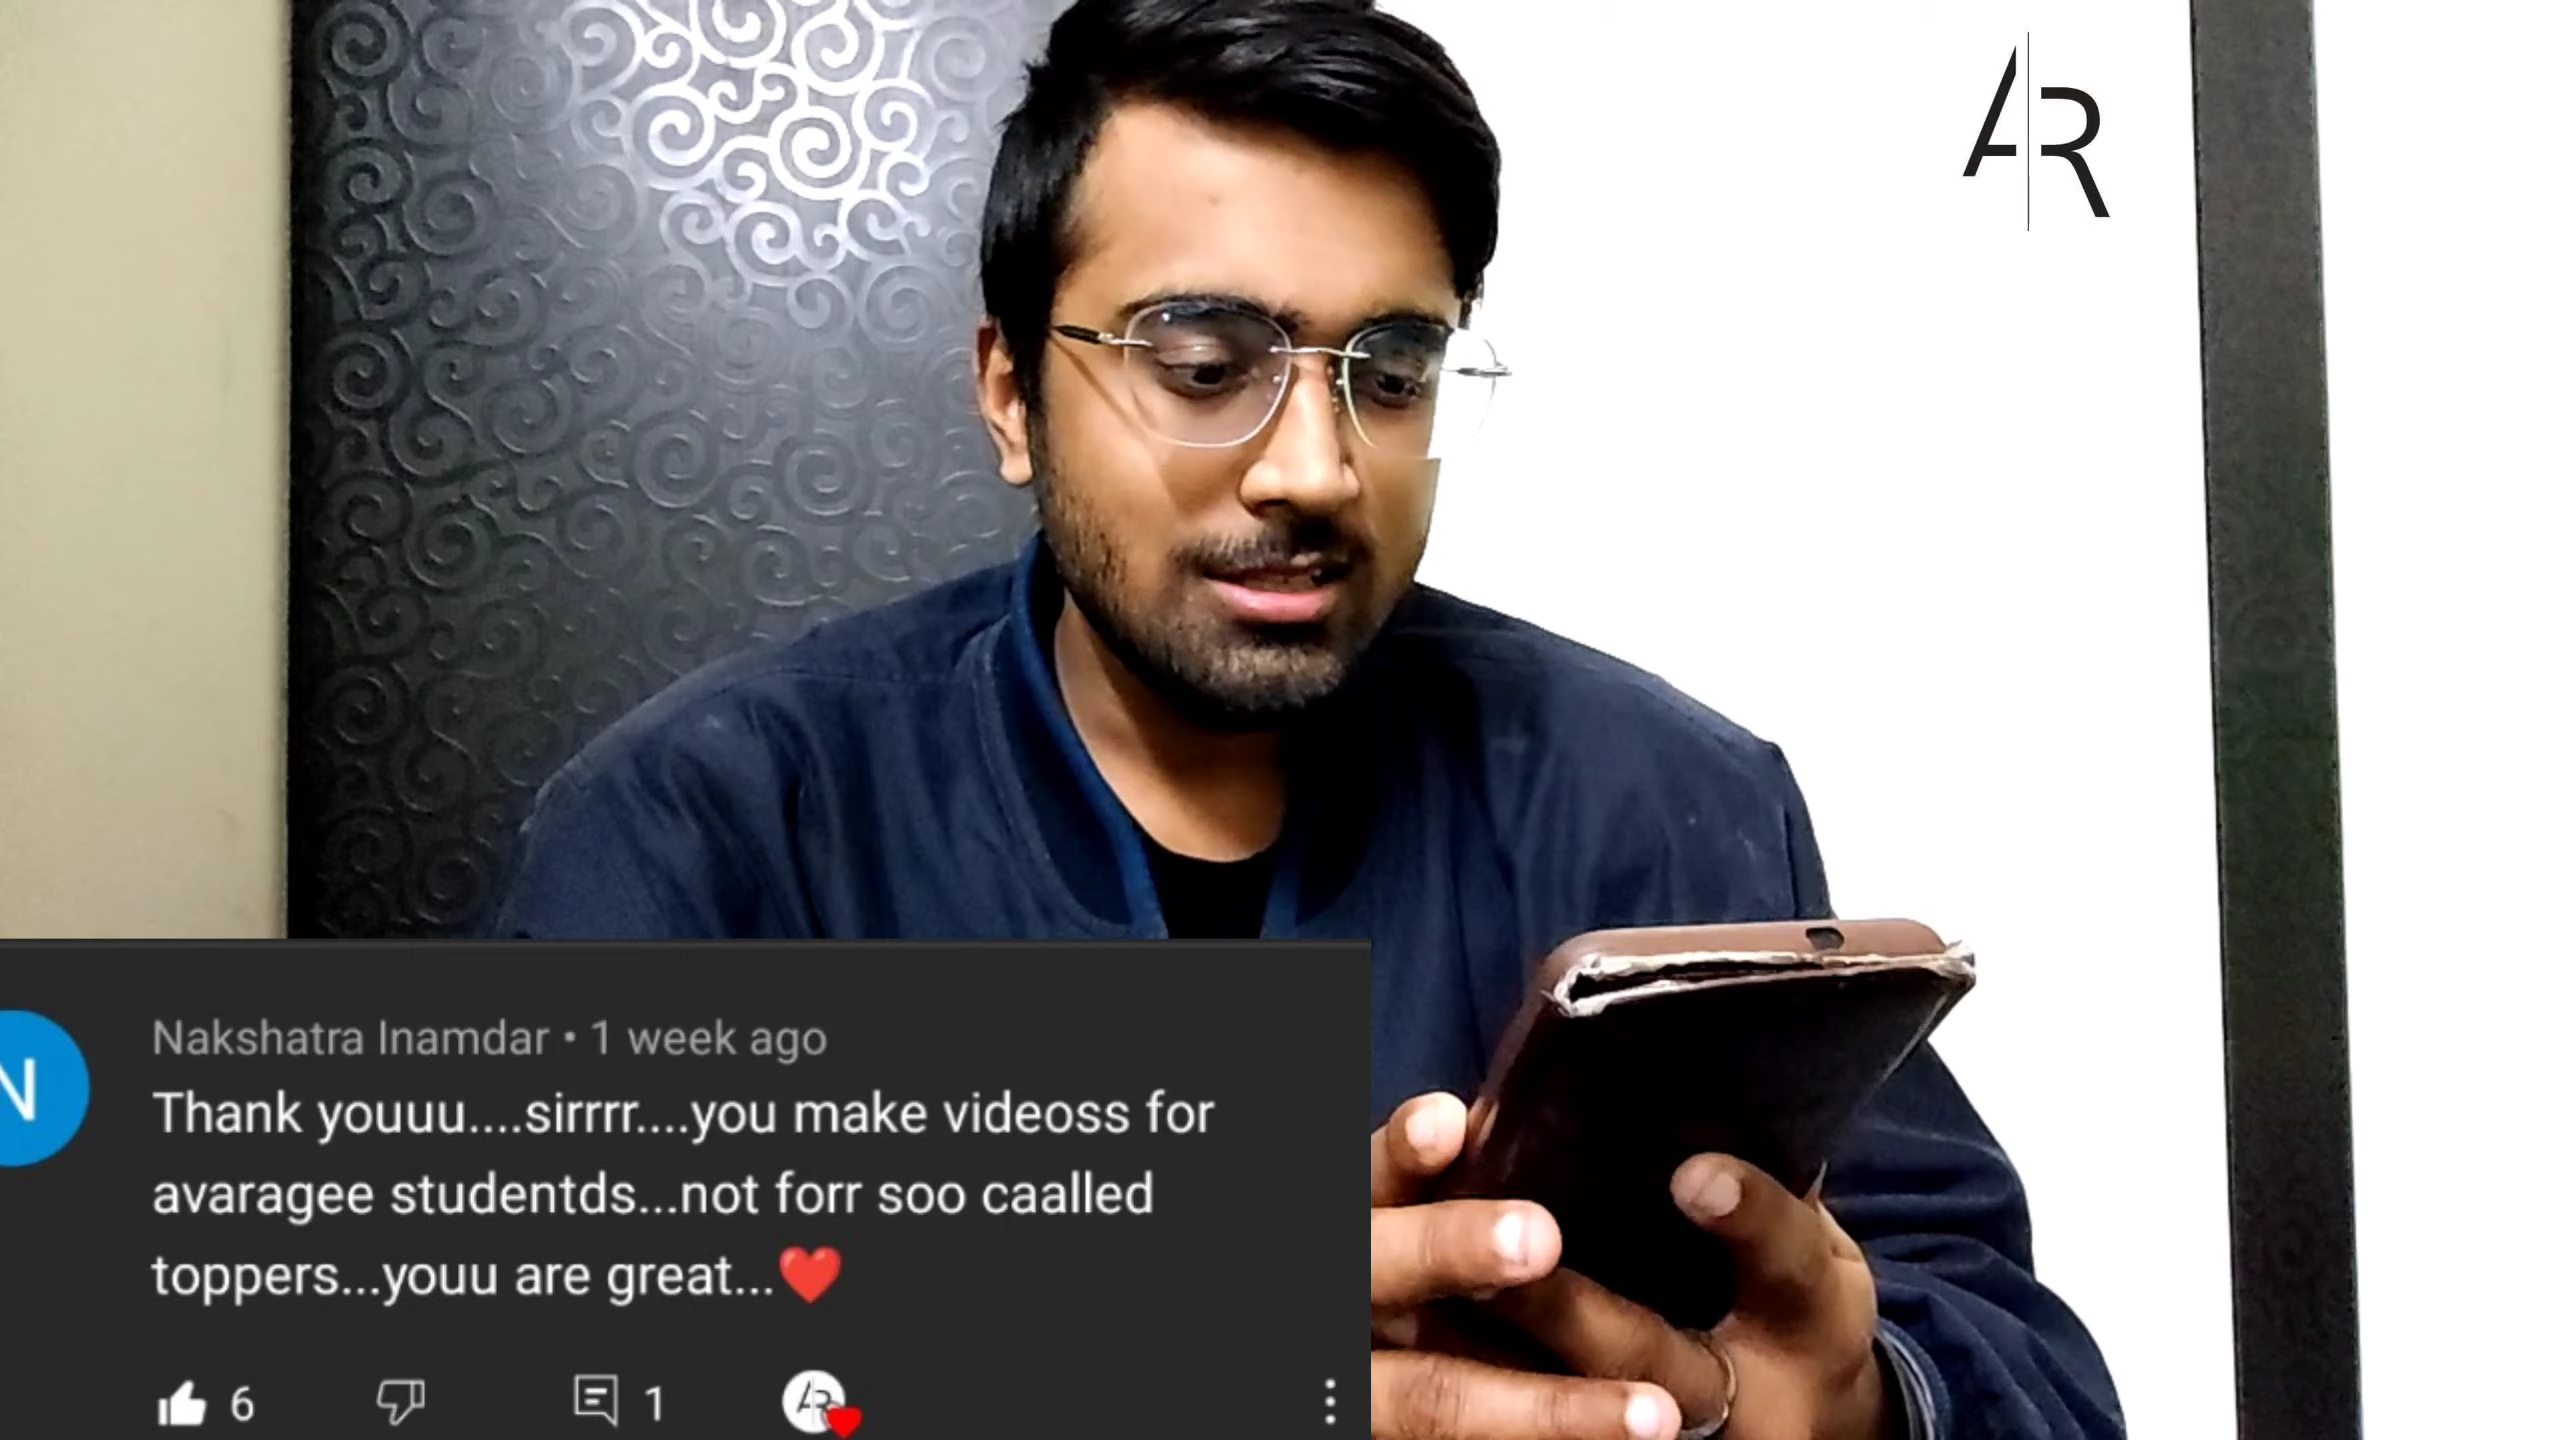 AR
N
Nakshatra Inamdar • 1 week ago
Thank youuu....sirrrr....you make videoss for
avaragee studentds...not forr soo caalled
toppers...youu are great...❤️
6
1
AR